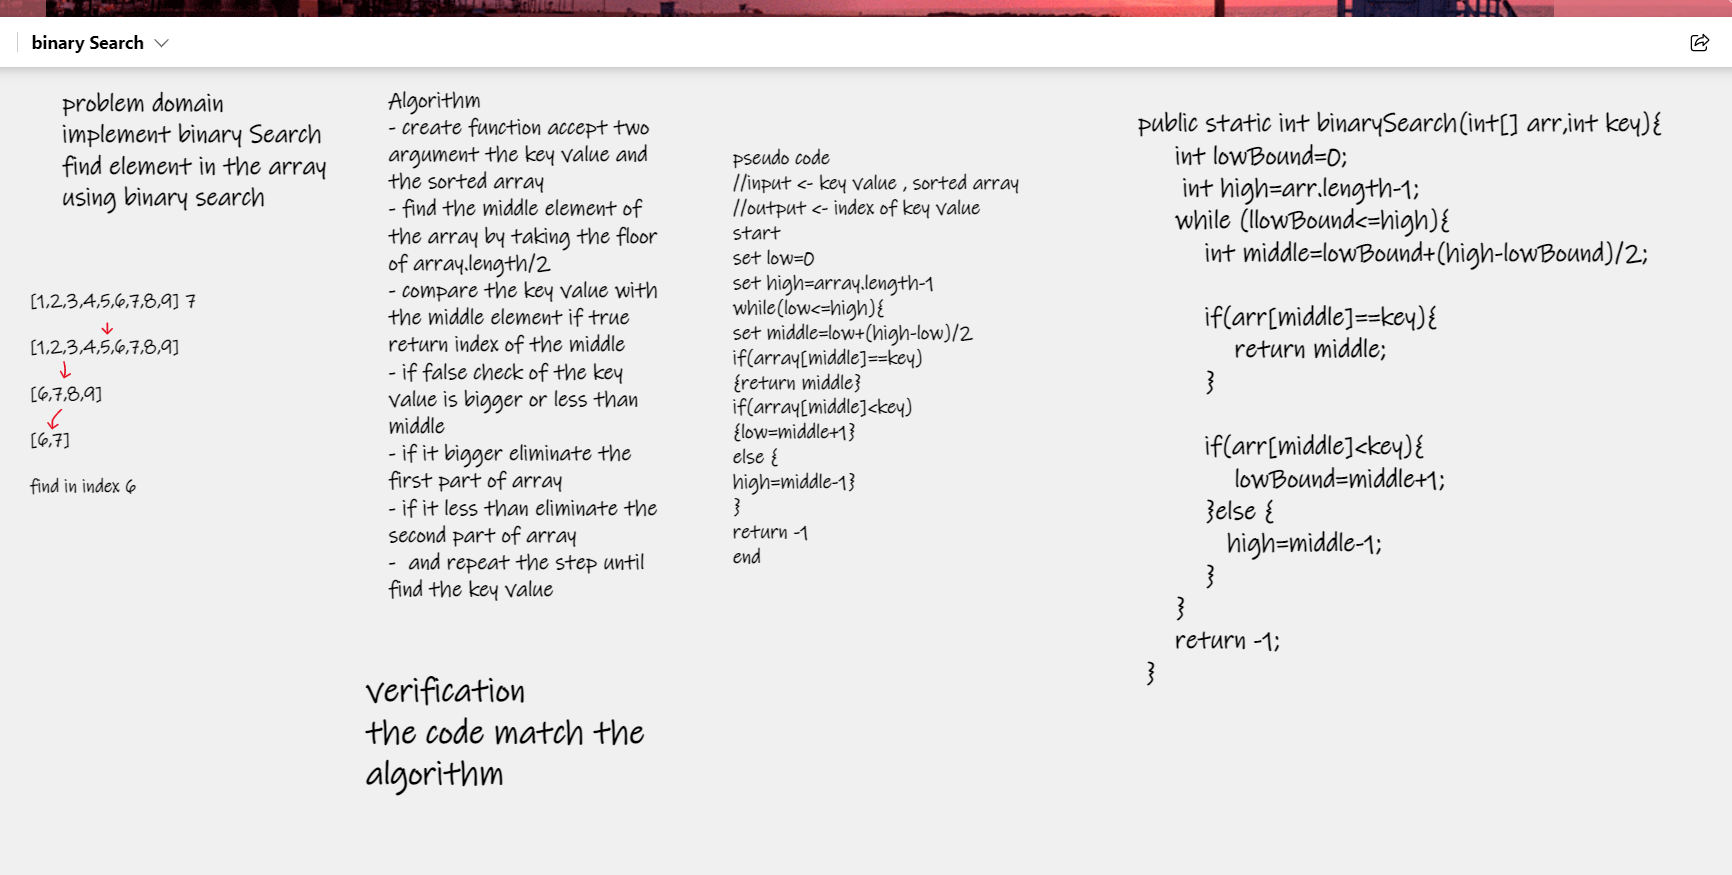 binary Search
problem domain
implement binary Search
find element in the array
using binary search
[1,2,3,4,5,6,7,8,9] 7
[1,2,3,4,5,6,7,8,9]
[6,7,8,9]
[6,7]
find in index 6
Algorithm
- create function accept two
argument the key value and
the sorted array
- find the middle element of
the array by taking the floor
of array.length/2
- compare the key value with
the middle element if true
return index of the middle
- if false check of the key
value is bigger or less than
middle
- if it bigger eliminate the
first part of array
- if it less than eliminate the
second part of array
- and repeat the step until
find the key value
verification
the code match the
algorithm
pseudo code
//input <- key value , sorted array
//output <- index of key value
start
set low=0
set high=array.length-1
while(low<=high){
set middle=low+(high-low)/2
if(array[middle]==key)
{return middle}
if(array[middle]<key)
{low=middle+1}
else {
high=middle-1}
}
return -1
end
public static int binarySearch(int[] arr,int key){
int lowBound=0;
int high=arr.length-1;
while (llowBound<=high){
int middle=lowBound+(high-lowBound)/2;
if(arr[middle]==key){
return middle;
}
if(arr[middle]<key){
lowBound=middle+1;
}else {
high=middle-1;
}
}
return -1;
}